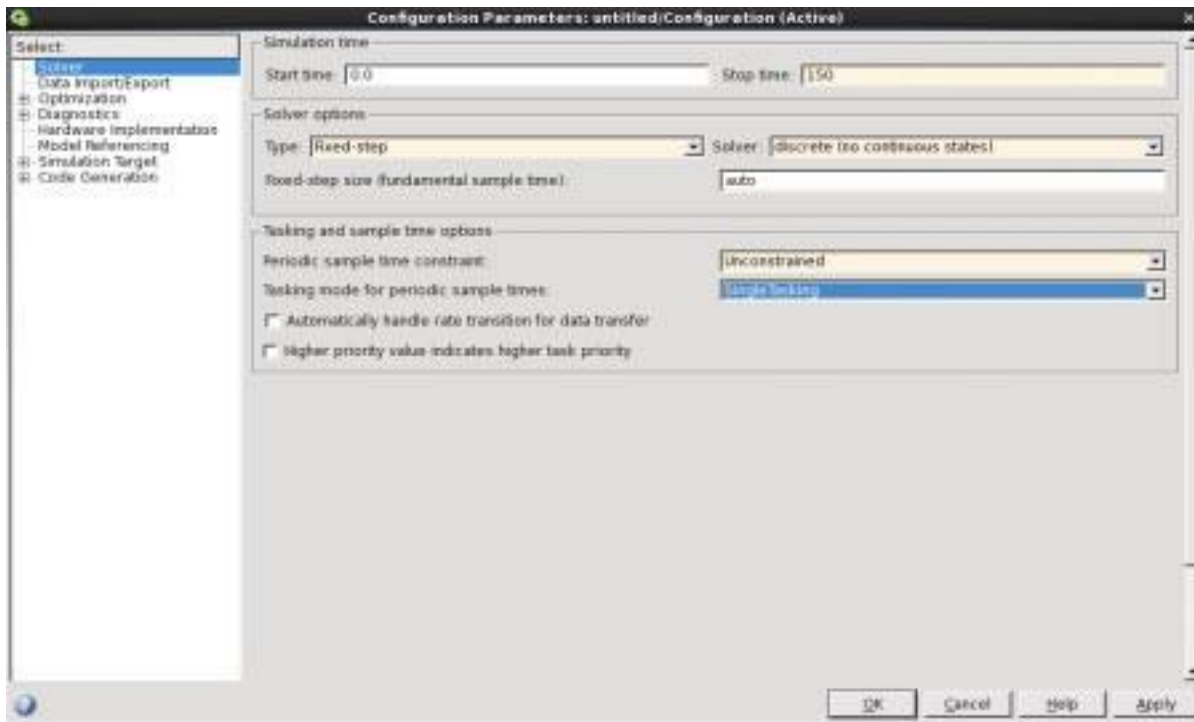 Configuration Parameters: untitled/Configuration (Active)
Select:
Solver
Data Import/Export
Optimization
Diagnostics
Hardware Implementation
Model Referencing
Simulation Target
Code Generation
Simulation time
Start time: 0.0 Stop time: 150
Solver options
Type: Fixed-step Solver: discrete (no continuous states)
Fixed-step size (fundamental sample time): auto
Tasking and sample time options
Periodic sample time constraint: Unconstrained
Tasking mode for periodic sample times: SingleTasking
Automatically handle rate transition for data transfer
Higher priority value indicates higher task priority
OK Cancel Help Apply